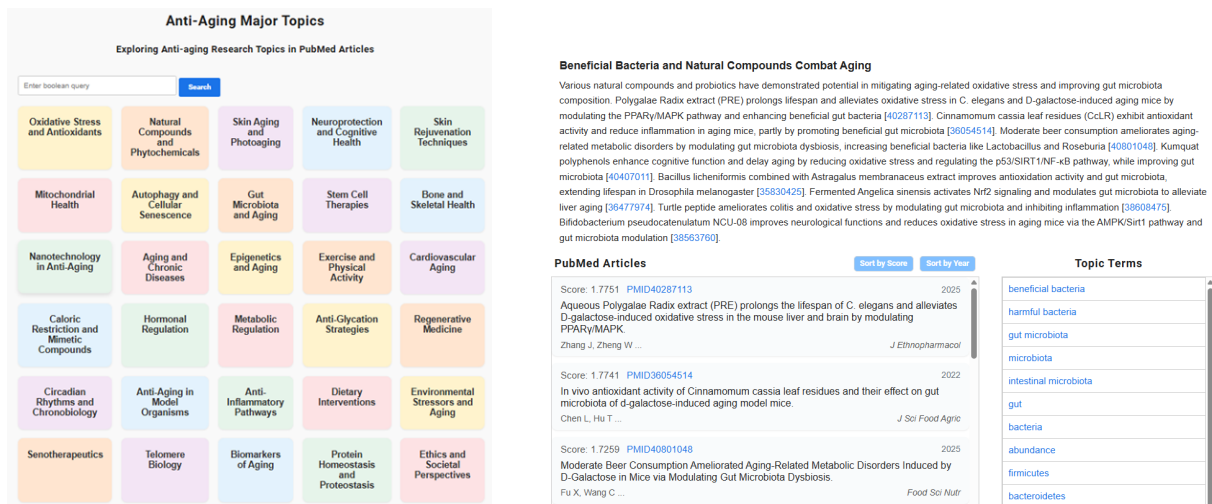 Anti-Aging Major Topics
Exploring Anti-aging Research Topics in PubMed Articles
Enter boolean query
Search
Oxidative Stress
and Antioxidants
Natural
Compounds
and
Phytochemicals
Skin Aging
and
Photoaging
Neuroprotection
and Cognitive
Health
Skin
Rejuvenation
Techniques
Mitochondrial
Health
Autophagy and
Cellular
Senescence
Gut
Microbiota
and Aging
Stem Cell
Therapies
Bone and
Skeletal Health
Nanotechnology
in Anti-Aging
Aging and
Chronic
Diseases
Epigenetics
and Aging
Exercise and
Physical
Activity
Cardiovascular
Aging
Caloric
Restriction and
Mimetic
Compounds
Hormonal
Regulation
Metabolic
Regulation
Anti-Glycation
Strategies
Regenerative
Medicine
Circadian
Rhythms and
Chronobiology
Anti-Aging in
Model
Organisms
Anti-
Inflammatory
Pathways
Dietary
Interventions
Environmental
Stressors and
Aging
Senotherapeutics
Telomere
Biology
Biomarkers
of Aging
Protein
Homeostasis
and
Proteostasis
Ethics and
Societal
Perspectives
Beneficial Bacteria and Natural Compounds Combat Aging
Various natural compounds and probiotics have demonstrated potential in mitigating aging-related oxidative stress and improving gut microbiota
composition. Polygalae Radix extract (PRE) prolongs lifespan and alleviates oxidative stress in C. elegans and D-galactose-induced aging mice by
modulating the PPARγ/MAPK pathway and enhancing beneficial gut bacteria [40287113]. Cinnamomum cassia leaf residues (CcLR) exhibit antioxidant
activity and reduce inflammation in aging mice, partly by promoting beneficial gut microbiota [36054514]. Moderate beer consumption ameliorates aging-
related metabolic disorders by modulating gut microbiota dysbiosis, increasing beneficial bacteria like Lactobacillus and Roseburia [40801048]. Kumquat
polyphenols enhance cognitive function and delay aging by reducing oxidative stress and regulating the p53/SIRT1/NF-κB pathway, while improving gut
microbiota [40407011]. Bacillus licheniformis combined with Astragalus membranaceus extract improves antioxidation activity and gut microbiota,
extending lifespan in Drosophila melanogaster [35830425]. Fermented Angelica sinensis activates Nrf2 signaling and modulates gut microbiota to alleviate
liver aging [36477974]. Turtle peptide ameliorates colitis and oxidative stress by modulating gut microbiota and inhibiting inflammation [38608475].
Bifidobacterium pseudocatenulatum NCU-08 improves neurological functions and reduces oxidative stress in aging mice via the AMPK/Sirt1 pathway and
gut microbiota modulation [38563760].
PubMed Articles
Sort by Score
Sort by Year
Score: 1.7751 PMID40287113 2025
Aqueous Polygalae Radix extract (PRE) prolongs the lifespan of C. elegans and alleviates
D-galactose-induced oxidative stress in the mouse liver and brain by modulating
PPARγ/MAPK.
Zhang J, Zheng W ... J Ethnopharmacol
Score: 1.7741 PMID36054514 2022
In vivo antioxidant activity of Cinnamomum cassia leaf residues and their effect on gut
microbiota of d-galactose-induced aging model mice.
Chen L, Hu T ... J Sci Food Agric
Score: 1.7259 PMID40801048 2025
Moderate Beer Consumption Ameliorated Aging-Related Metabolic Disorders Induced by
D-Galactose in Mice via Modulating Gut Microbiota Dysbiosis.
Fu X, Wang C ... Food Sci Nutr
Topic Terms
beneficial bacteria
harmful bacteria
gut microbiota
microbiota
intestinal microbiota
gut
bacteria
abundance
firmicutes
bacteroidetes